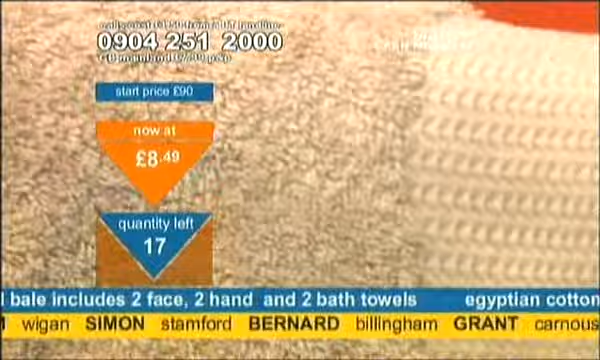 0904 251 2000
start price £90
now at
£8.49
quantity left
17
bale includes 2 face, 2 hand and 2 bath towels egyptian cotton
wigan SIMON stamford BERNARD billingham GRANT carnous